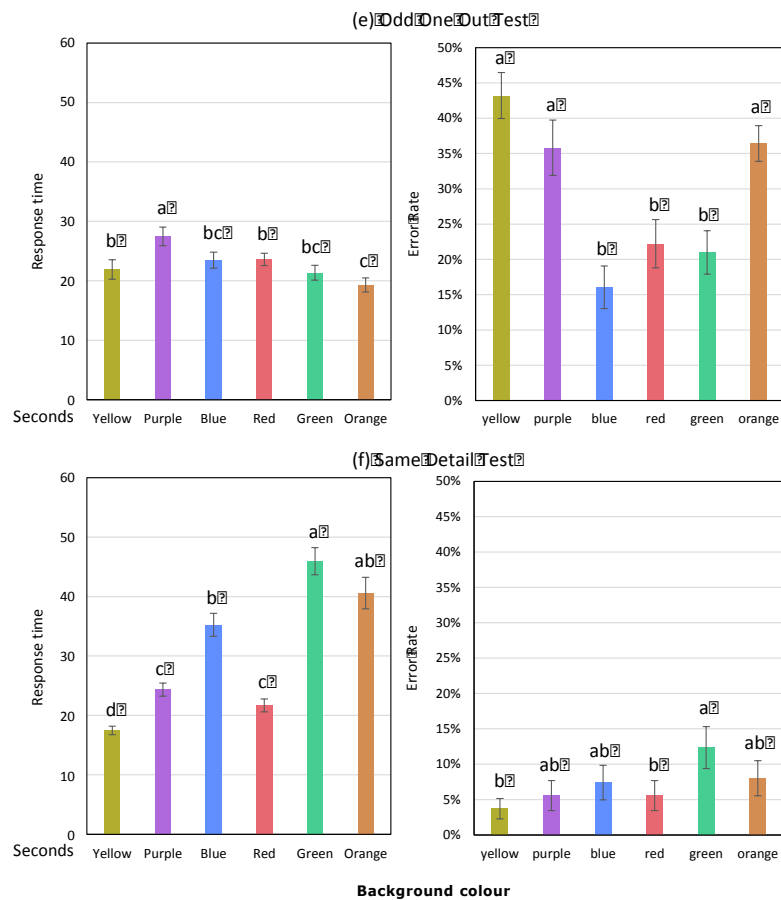 (e) Odd One Out Test
60
50
40
30
20
10
0
Response time
Seconds
b
a
bc
b
bc
c
Yellow Purple Blue Red Green Orange
50%
45%
40%
35%
30%
25%
20%
15%
10%
5%
0%
Error Rate
a
a
b
b
b
a
yellow purple blue red green orange
(f) Same Detail Test
60
50
40
30
20
10
0
Response time
Seconds
d
c
b
c
a
ab
Yellow Purple Blue Red Green Orange
50%
45%
40%
35%
30%
25%
20%
15%
10%
5%
0%
Error Rate
b
ab
ab
b
a
ab
yellow purple blue red green orange
Background colour